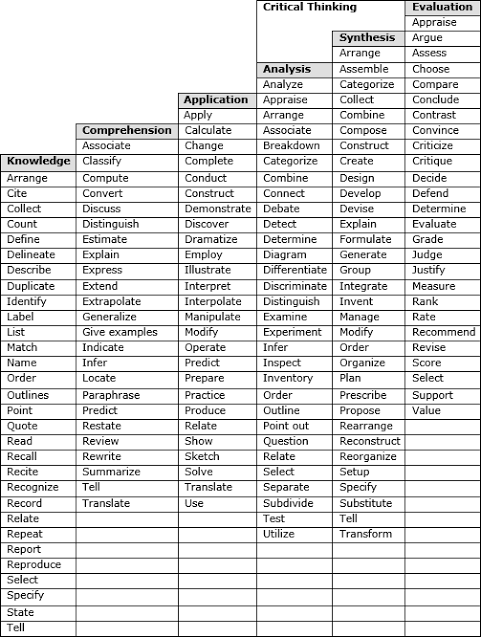 Critical Thinking Evaluation
Appraise
Synthesis Argue
Arrange Assess
Analysis Assemble Choose
Analyze Categorize Compare
Application Appraise Collect Conclude
Apply Arrange Combine Contrast
Comprehension Calculate Associate Compose Convince
Associate Change Breakdown Construct Criticize
Knowledge Classify Complete Categorize Create Critique
Arrange Compute Conduct Combine Design Decide
Cite Convert Construct Connect Develop Defend
Collect Discuss Demonstrate Debate Devise Determine
Count Distinguish Discover Detect Explain Evaluate
Define Estimate Dramatize Determine Formulate Grade
Delineate Explain Employ Diagram Generate Judge
Describe Express Illustrate Differentiate Group Justify
Duplicate Extend Interpret Discriminate Integrate Measure
Identify Extrapolate Interpolate Distinguish Invent Rank
Label Generalize Manipulate Examine Manage Rate
List Give examples Modify Experiment Modify Recommend
Match Indicate Operate Infer Order Revise
Name Infer Predict Inspect Organize Score
Order Locate Prepare Inventory Plan Select
Outlines Paraphrase Practice Order Prescribe Support
Point Predict Produce Outline Propose Value
Quote Restate Relate Point out Rearrange
Read Review Show Question Reconstruct
Recall Rewrite Sketch Relate Reorganize
Recite Summarize Solve Select Setup
Recognize Tell Translate Separate Specify
Record Translate Use Subdivide Substitute
Relate Test Tell
Repeat Utilize Transform
Report
Reproduce
Select
Specify
State
Tell